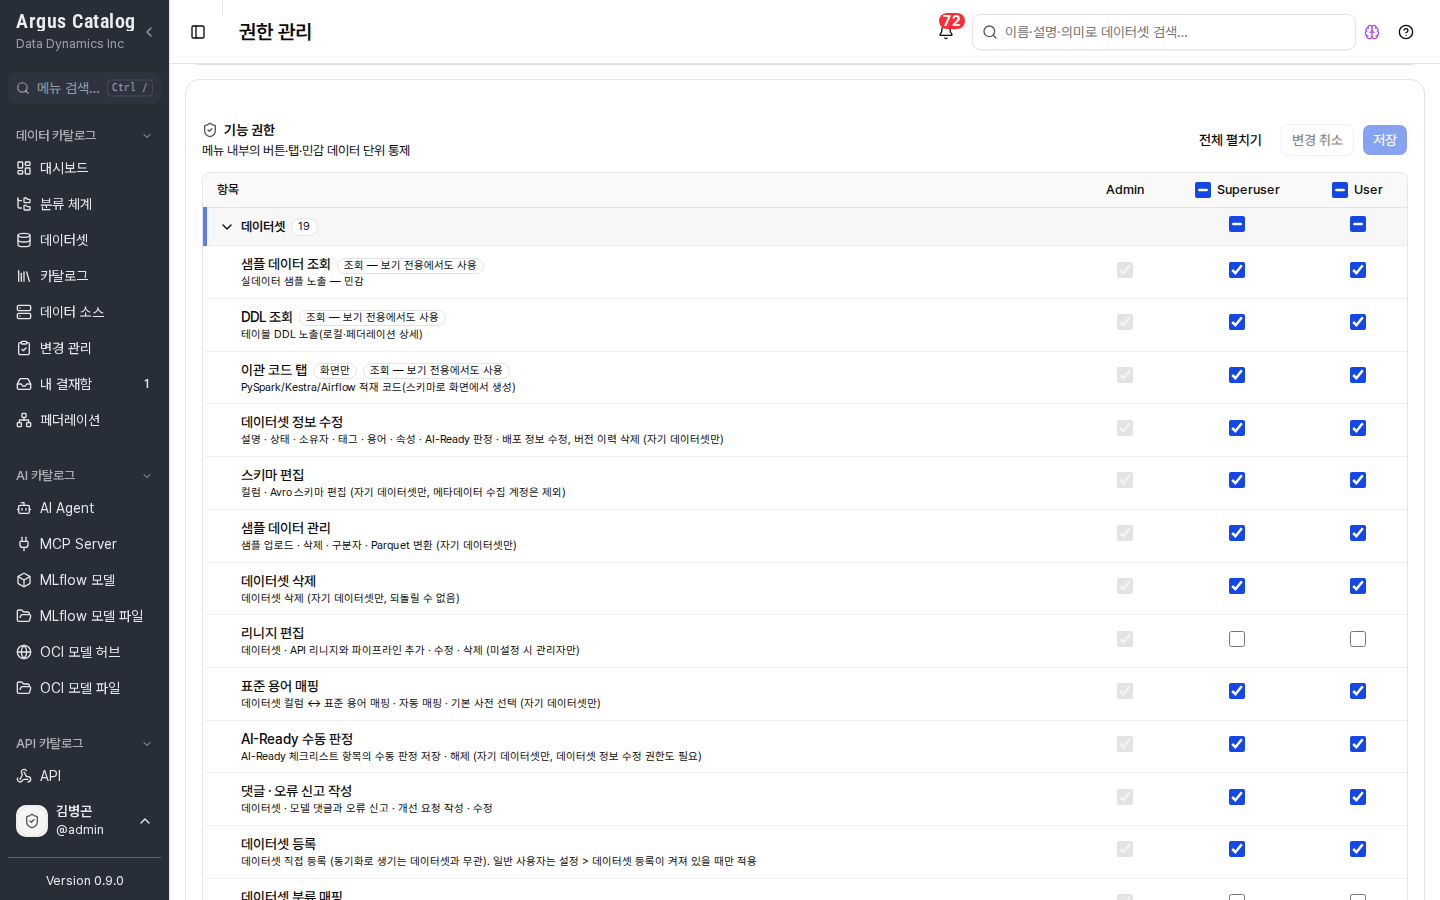 Argus Catalog
Data Dynamics Inc
메뉴 검색...
Ctrl /
데이터 카탈로그
대시보드
분류 체계
데이터셋
카탈로그
데이터 소스
변경 관리
내 결재함 1
페더레이션
AI 카탈로그
AI Agent
MCP Server
MLflow 모델
MLflow 모델 파일
OCI 모델 허브
OCI 모델 파일
API 카탈로그
API
김병곤
@admin
Version 0.9.0
권한 관리
72
이름·설명·의미로 데이터셋 검색...
기능 권한
메뉴 내부의 버튼·탭·민감 데이터 단위 통제
전체 펼치기 변경 취소 저장
항목 Admin Superuser User
데이터셋 19
샘플 데이터 조회 조회 — 보기 전용에서도 사용
실데이터 샘플 노출 — 민감
DDL 조회 조회 — 보기 전용에서도 사용
테이블 DDL 노출(로컬·페더레이션 상세)
이관 코드 탭 화면만 조회 — 보기 전용에서도 사용
PySpark/Kestra/Airflow 적재 코드(스키마로 화면에서 생성)
데이터셋 정보 수정
설명 · 상태 · 소유자 · 태그 · 용어 · 속성 · AI-Ready 판정 · 배포 정보 수정, 버전 이력 삭제 (자기 데이터셋만)
스키마 편집
컬럼 · Avro 스키마 편집 (자기 데이터셋만, 메타데이터 수집 계정은 제외)
샘플 데이터 관리
샘플 업로드 · 삭제 · 구분자 · Parquet 변환 (자기 데이터셋만)
데이터셋 삭제
데이터셋 삭제 (자기 데이터셋만, 되돌릴 수 없음)
리니지 편집
데이터셋 · API 리니지와 파이프라인 추가 · 수정 · 삭제 (미설정 시 관리자만)
표준 용어 매핑
데이터셋 컬럼 ↔ 표준 용어 매핑 · 자동 매핑 · 기본 사전 선택 (자기 데이터셋만)
AI-Ready 수동 판정
AI-Ready 체크리스트 항목의 수동 판정 저장 · 해제 (자기 데이터셋만, 데이터셋 정보 수정 권한도 필요)
댓글 · 오류 신고 작성
데이터셋 · 모델 댓글과 오류 신고 · 개선 요청 작성 · 수정
데이터셋 등록
데이터셋 직접 등록 (동기화로 생기는 데이터셋과 무관). 일반 사용자는 설정 > 데이터셋 등록이 켜져 있을 때만 적용
데이터셋 분류 매핑